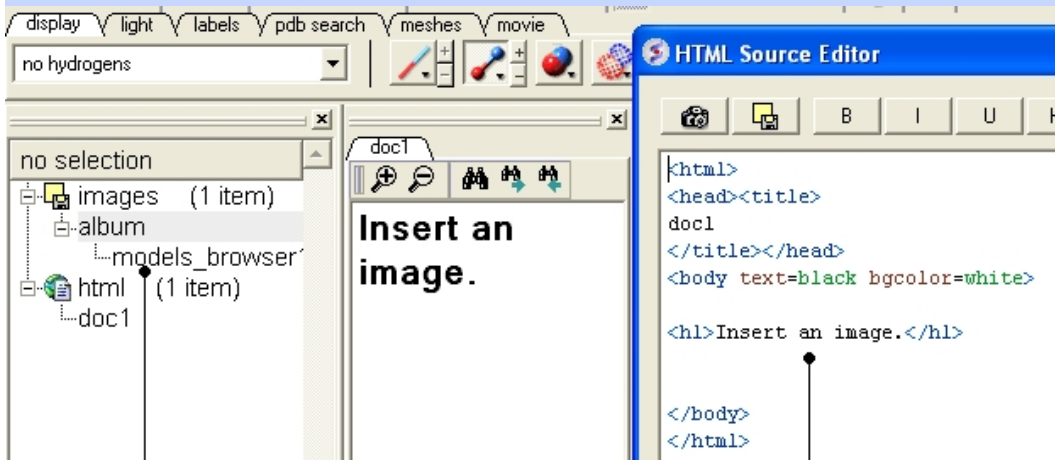 display light labels pdb search meshes movie
no hydrogens
HTML Source Editor
B I U
no selection
images (1 item)
album
models_browser
html (1 item)
doc1
doc1
Insert an
image.
<html>
<head><title>
doc1
</title></head>
<body text=black bgcolor=white>
<h1>Insert an image.</h1>
</body>
</html>